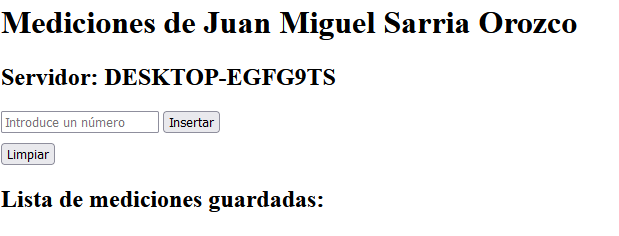 Mediciones de Juan Miguel Sarria Orozco
Servidor: DESKTOP-EGFG9TS
Introduce un número Insertar
Limpiar
Lista de mediciones guardadas: